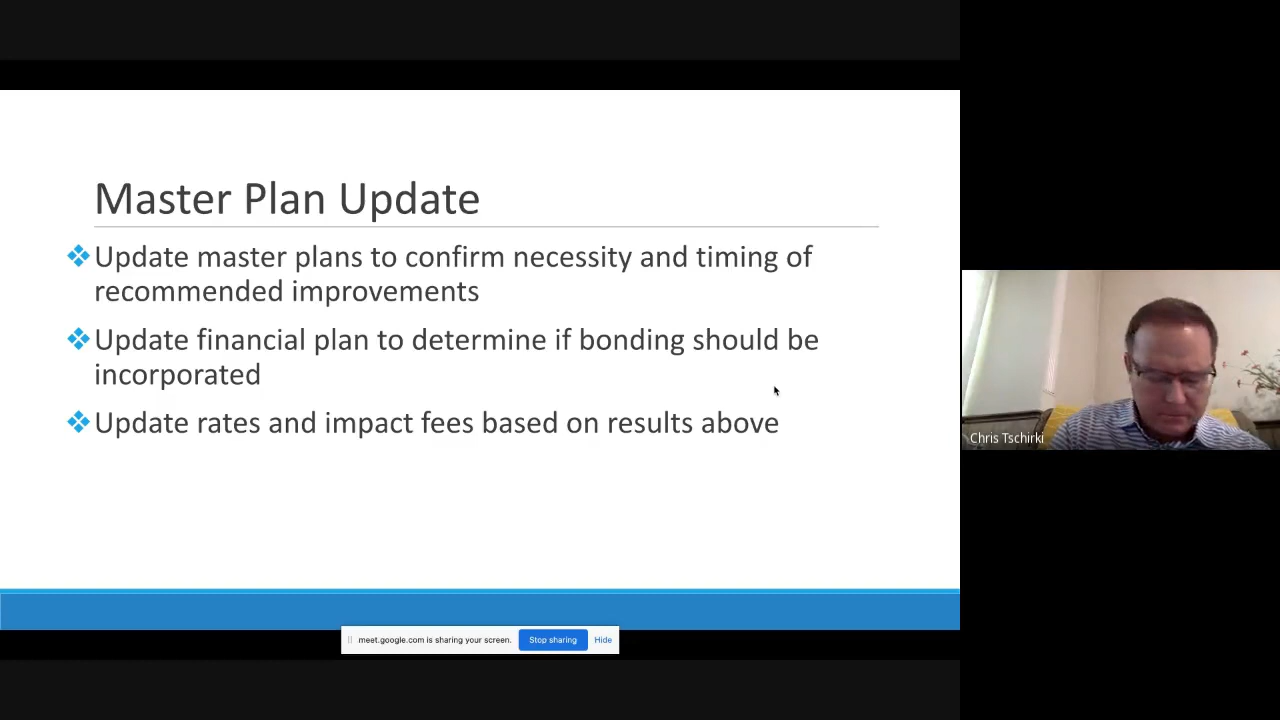 Master Plan Update
Update master plans to confirm necessity and timing of
recommended improvements
Update financial plan to determine if bonding should be
incorporated
Update rates and impact fees based on results above
Chris Tschirki
meet.google.com is sharing your screen.
Stop sharing
Hide